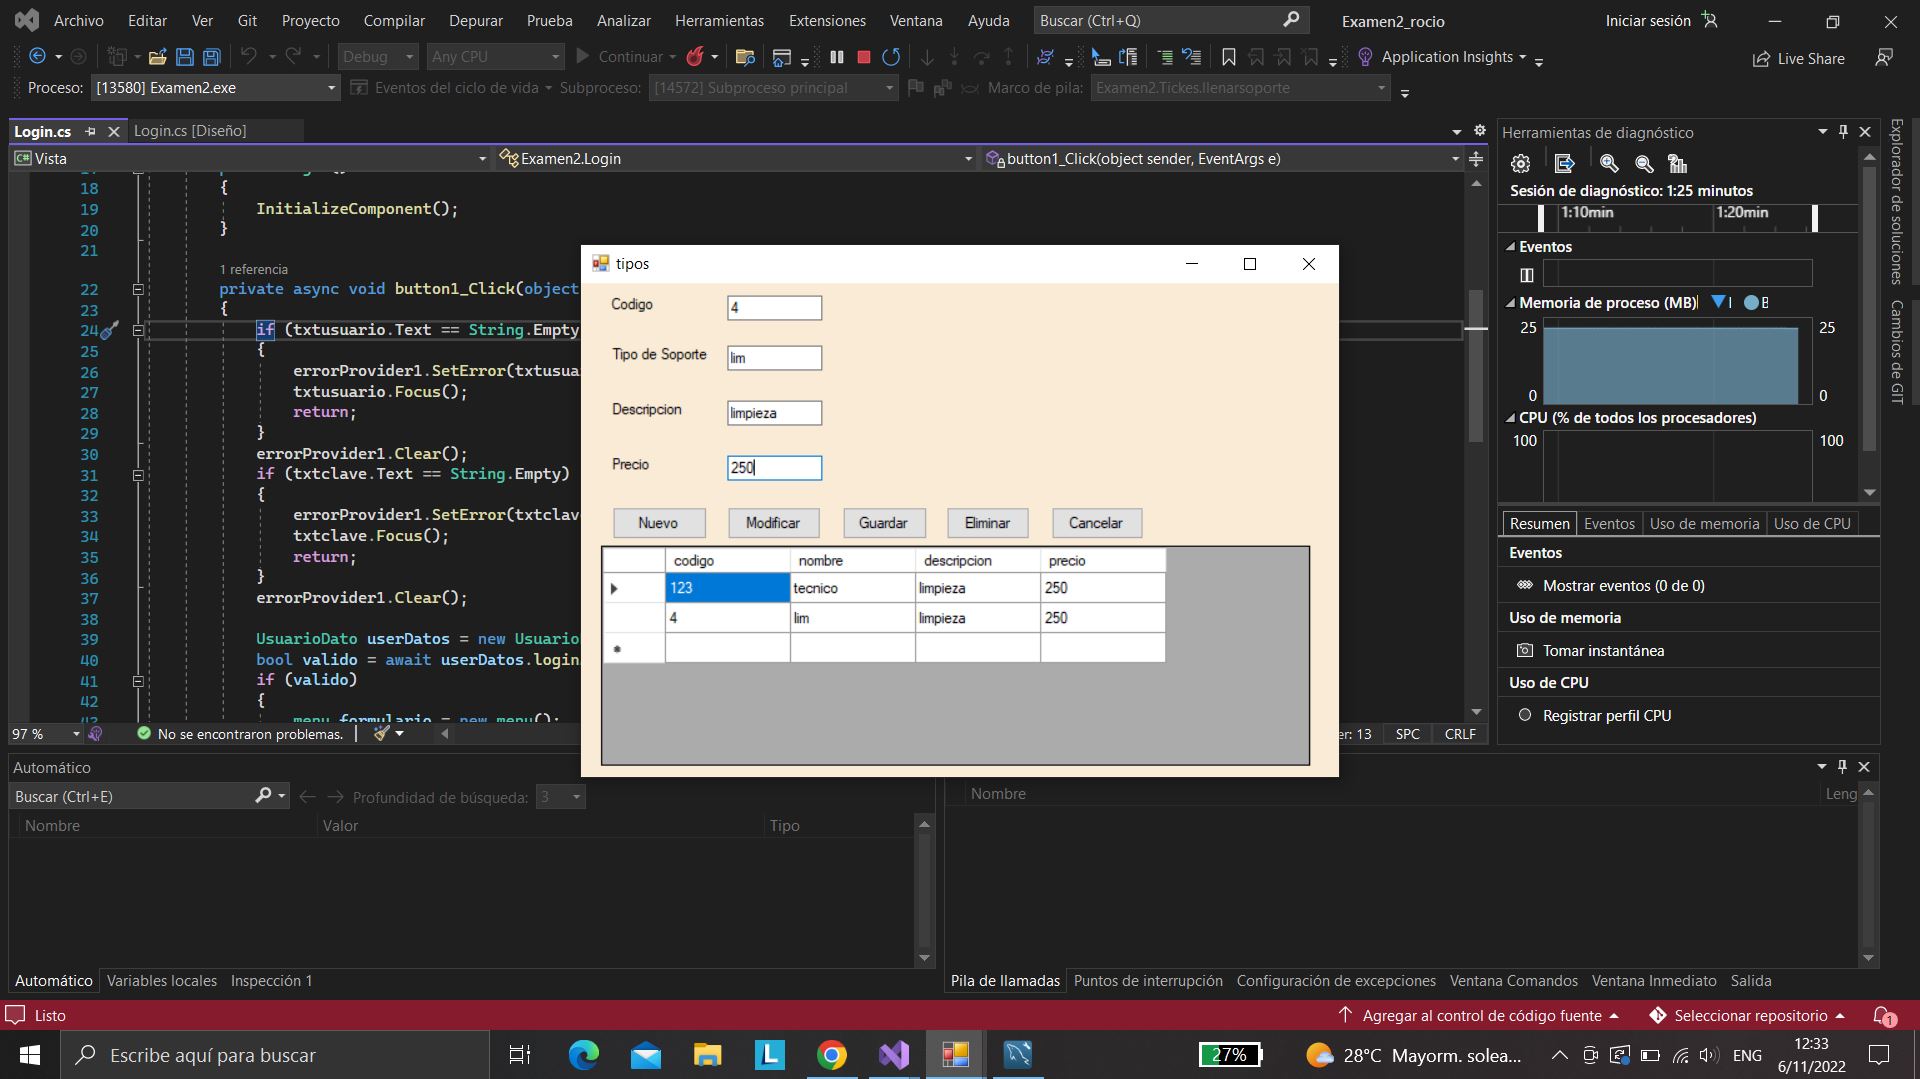 Archivo Editar Ver Git Proyecto Compilar Depurar Prueba Analizar Herramientas Extensiones Ventana Ayuda Buscar (Ctrl+Q) Examen2_rocio Iniciar sesión
Debug Any CPU Continuar Application Insights Live Share
Proceso: [13580] Examen2.exe Eventos del ciclo de vida Subproceso: [14572] Subproceso principal Marco de pila: Examen2.Tickes.llenarsoporte
Login.cs Login.cs [Diseño]
C# Vista Examen2.Login button1_Click(object sender, EventArgs e)
18 {
19 InitializeComponent();
20 }
21
1 referencia
22 private async void button1_Click(object
23 {
24 if (txtusuario.Text == String.Empty
25 {
26 errorProvider1.SetError(txtusua
27 txtusuario.Focus();
28 return;
29 }
30 errorProvider1.Clear();
31 if (txtclave.Text == String.Empty)
32 {
33 errorProvider1.SetError(txtclav
34 txtclave.Focus();
35 return;
36 }
37 errorProvider1.Clear();
38
39 UsuarioDato userDatos = new Usuario
40 bool valido = await userDatos.login
41 if (valido)
42 {
menu formulario = new menu();
97 % No se encontraron problemas. er: 13 SPC CRLF
tipos
Codigo 4
Tipo de Soporte lim
Descripcion limpieza
Precio 250
Nuevo Modificar Guardar Eliminar Cancelar
codigo nombre descripcion precio
123 tecnico limpieza 250
4 lim limpieza 250
Herramientas de diagnóstico
Sesión de diagnóstico: 1:25 minutos
1:10min 1:20min
Eventos
Memoria de proceso (MB)
25 25
0 0
CPU (% de todos los procesadores)
100 100
Resumen Eventos Uso de memoria Uso de CPU
Eventos
Mostrar eventos (0 de 0)
Uso de memoria
Tomar instantánea
Uso de CPU
Registrar perfil CPU
Explorador de soluciones
Cambios de GIT
Automático
Buscar (Ctrl+E) Profundidad de búsqueda: 3
Nombre Valor Tipo
Nombre Leng
Automático Variables locales Inspección 1
Pila de llamadas Puntos de interrupción Configuración de excepciones Ventana Comandos Ventana Inmediato Salida
Listo Agregar al control de código fuente Seleccionar repositorio 1
Escribe aquí para buscar L 27% 28°C Mayorm. solea... ENG
12:33
6/11/2022